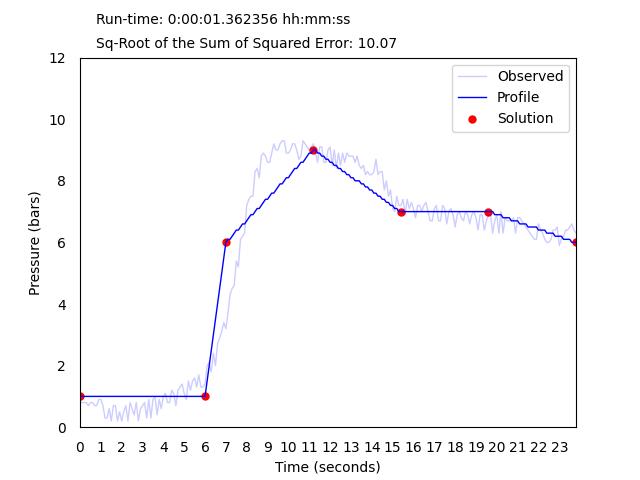 Run-time: 0:00:01.362356 hh:mm:ss
Sq-Root of the Sum of Squared Error: 10.07
12
10
8
6
4
2
0
Pressure (bars)
Observed
Profile
Solution
0 1 2 3 4 5 6 7 8 9 10 11 12 13 14 15 16 17 18 19 20 21 22 23
Time (seconds)